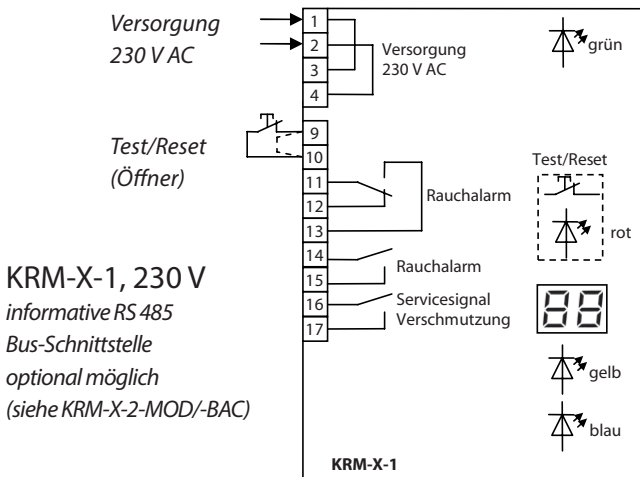 Versorgung
230 V AC
1
2
3
4
Versorgung
230 V AC
grün
Test/Reset
(Öffner)
9
10
11
12
13
14
15
16
17
Rauchalarm
Rauchalarm
Servicesignal
Verschmutzung
Test/Reset
rot
88
gelb
blau
KRM-X-1, 230 V
informative RS 485
Bus-Schnittstelle
optional möglich
(siehe KRM-X-2-MOD/-BAC)
KRM-X-1